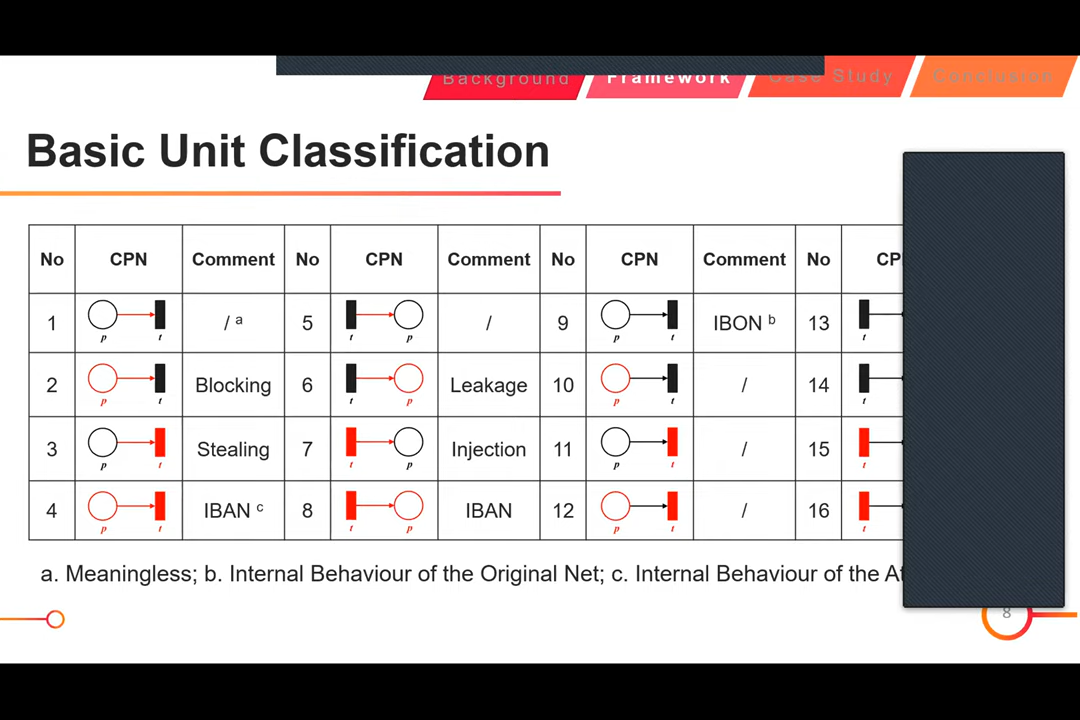 Background Framework Case Study Conclusion
Basic Unit Classification
No CPN Comment No CPN Comment No CPN Comment No
1 p t / a 5 t p / 9 p t IBON b 13 t
2 p t Blocking 6 t p Leakage 10 p t / 14 t
3 p t Stealing 7 t p Injection 11 p t / 15 t
4 p t IBAN c 8 t p IBAN 12 p t / 16 t
a. Meaningless; b. Internal Behaviour of the Original Net; c. Internal Behaviour of the
8